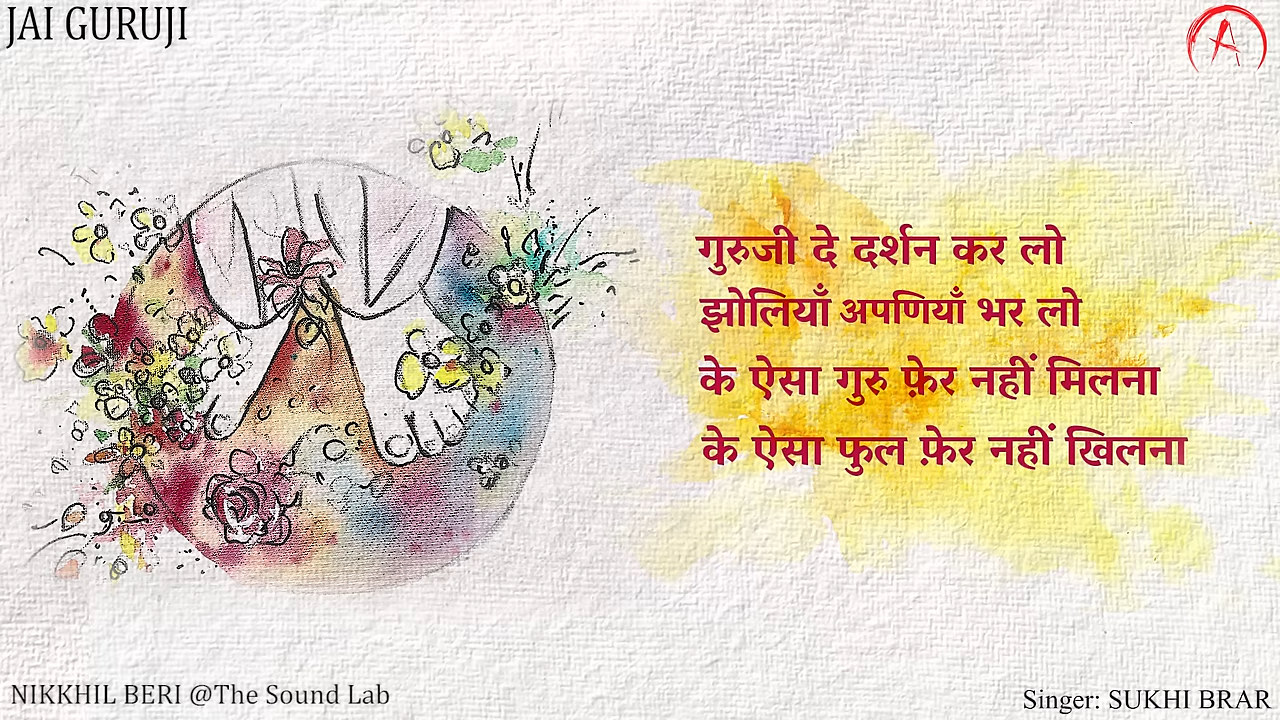 JAI GURUJI
गुरुजी दे दर्शन कर लो
झोलियाँ अपणियाँ भर लो
के ऐसा गुरु फ़ेर नहीं मिलना
के ऐसा फुल फ़ेर नहीं खिलना
NIKKHIL BERI @The Sound Lab
Singer: SUKHI BRAR